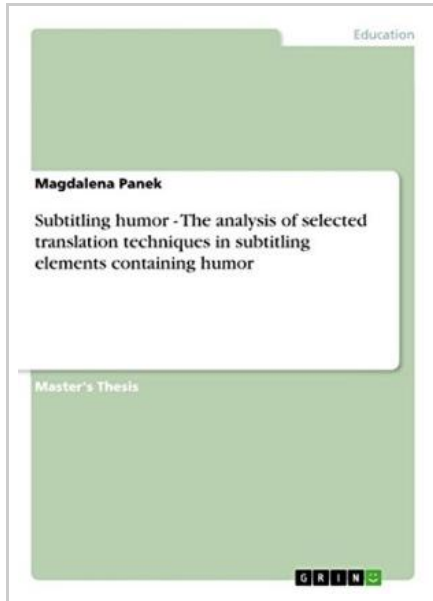 Education
Magdalena Panek
Subtitling humor - The analysis of selected
translation techniques in subtitling
elements containing humor
Master's Thesis
GRIN